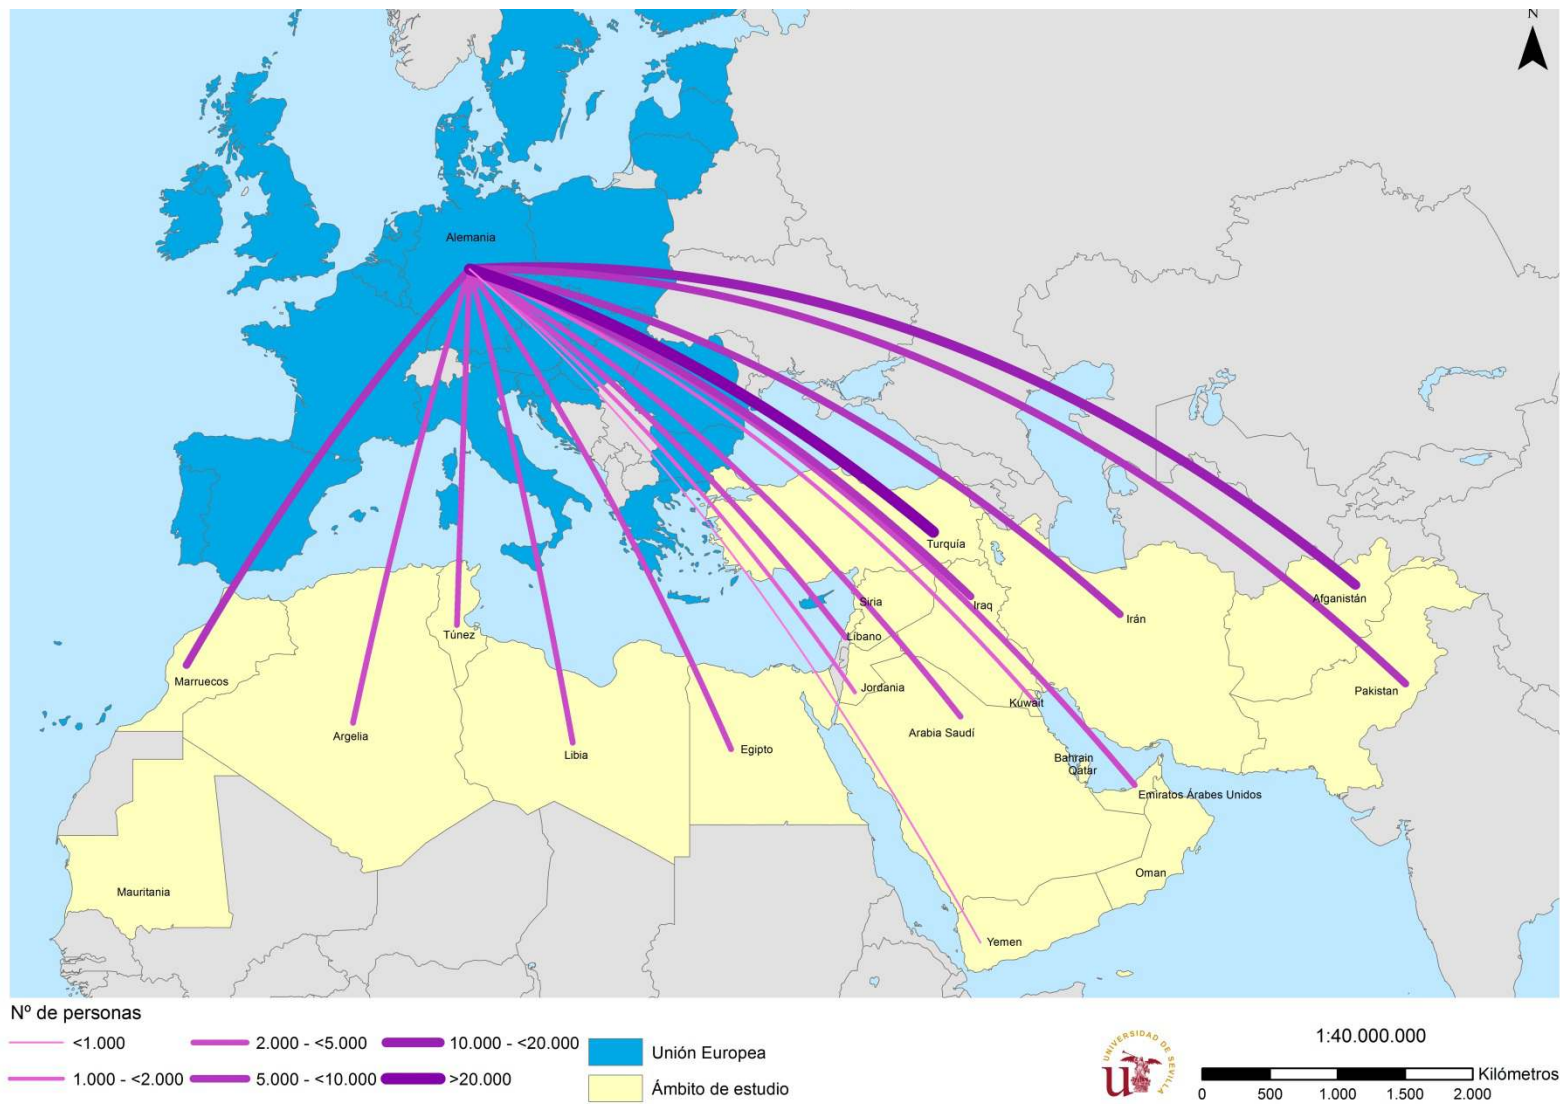 N
Alemania
Turquía
Siria
Iraq
Afganistán
Irán
Túnez
Líbano
Marruecos
Jordania
Pakistan
Kuwait
Argelia
Arabia Saudí
Libia
Egipto
Bahrain
Qatar
Emiratos Árabes Unidos
Oman
Mauritania
Yemen
Nº de personas
<1.000
2.000 - <5.000
10.000 - <20.000
1.000 - <2.000
5.000 - <10.000
>20.000
Unión Europea
Ámbito de estudio
UNIVERSIDAD DE SEVILLA
1:40.000.000
Kilómetros
0 500 1.000 1.500 2.000